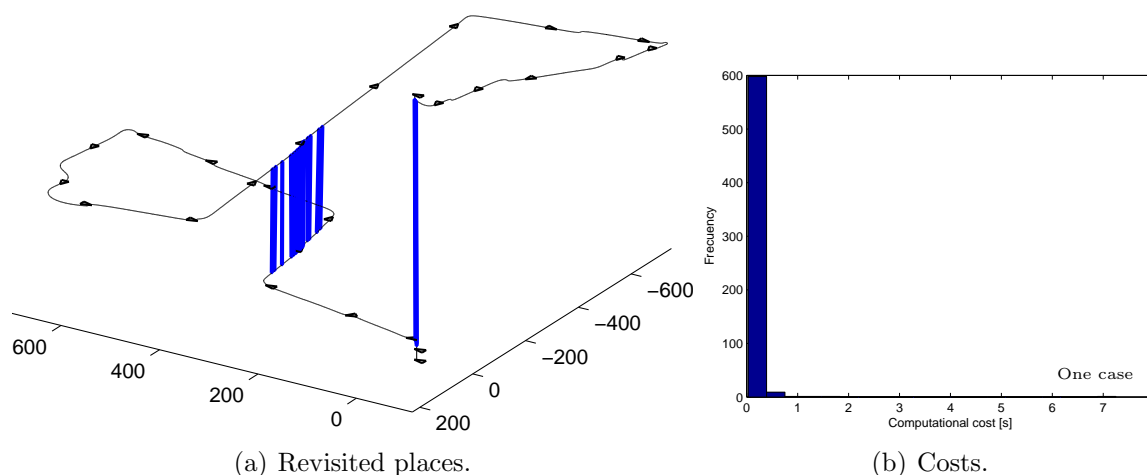 600
400
200
0
200
0
−200
−400
−600
(a) Revisited places.
600
500
400
300
200
100
0
Frecuency
0 1 2 3 4 5 6 7
Computational cost [s]
One case
(b) Costs.